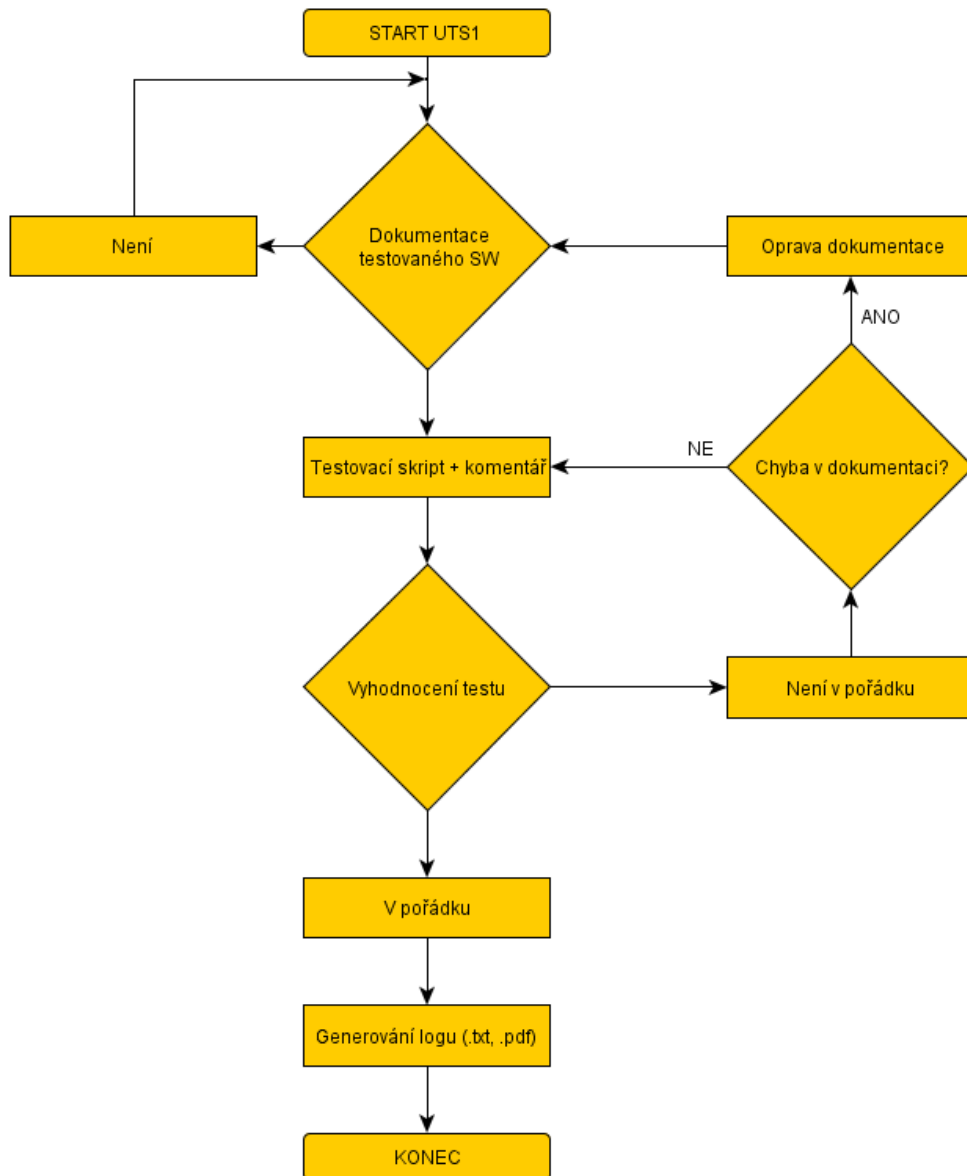 START UTS1
Dokumentace
testovaného SW
Není
Oprava dokumentace
ANO
Testovací skript + komentář
NE
Chyba v dokumentaci?
Vyhodnocení testu
Není v pořádku
V pořádku
Generování logu (.txt, .pdf)
KONEC